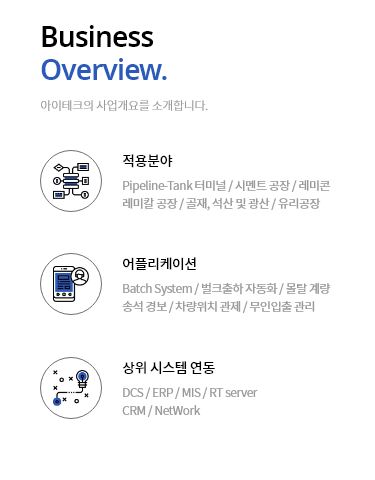 Business
Overview.
아이테크의 사업개요를 소개합니다.
적용분야
Pipeline·Tank 터미널 / 시멘트 공장 / 레미콘
레미칼 공장 / 골재, 석산 및 광산 / 유리공장
어플리케이션
Batch System / 벌크출하 자동화 / 몰탈 계량
송석 경보 / 차량위치 관제 / 무인입출 관리
상위 시스템 연동
DCS / ERP / MIS / RT server
CRM / NetWork